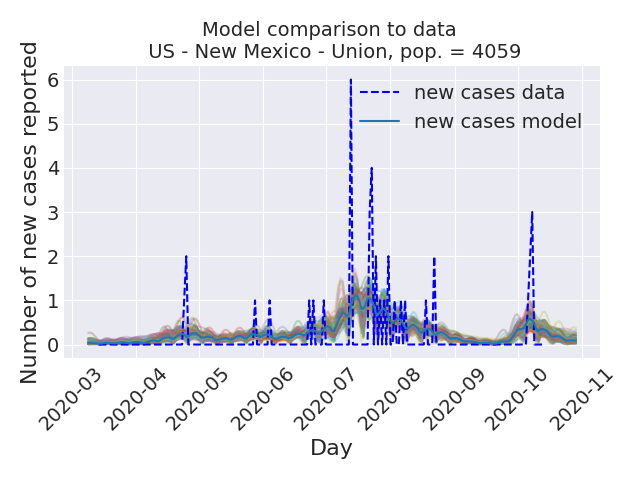 Model comparison to data
US - New Mexico - Union, pop. = 4059
Number of new cases reported
6
5
4
3
2
1
0
new cases data
new cases model
2020-03
2020-04
2020-05
2020-06
2020-07
2020-08
2020-09
2020-10
2020-11
Day